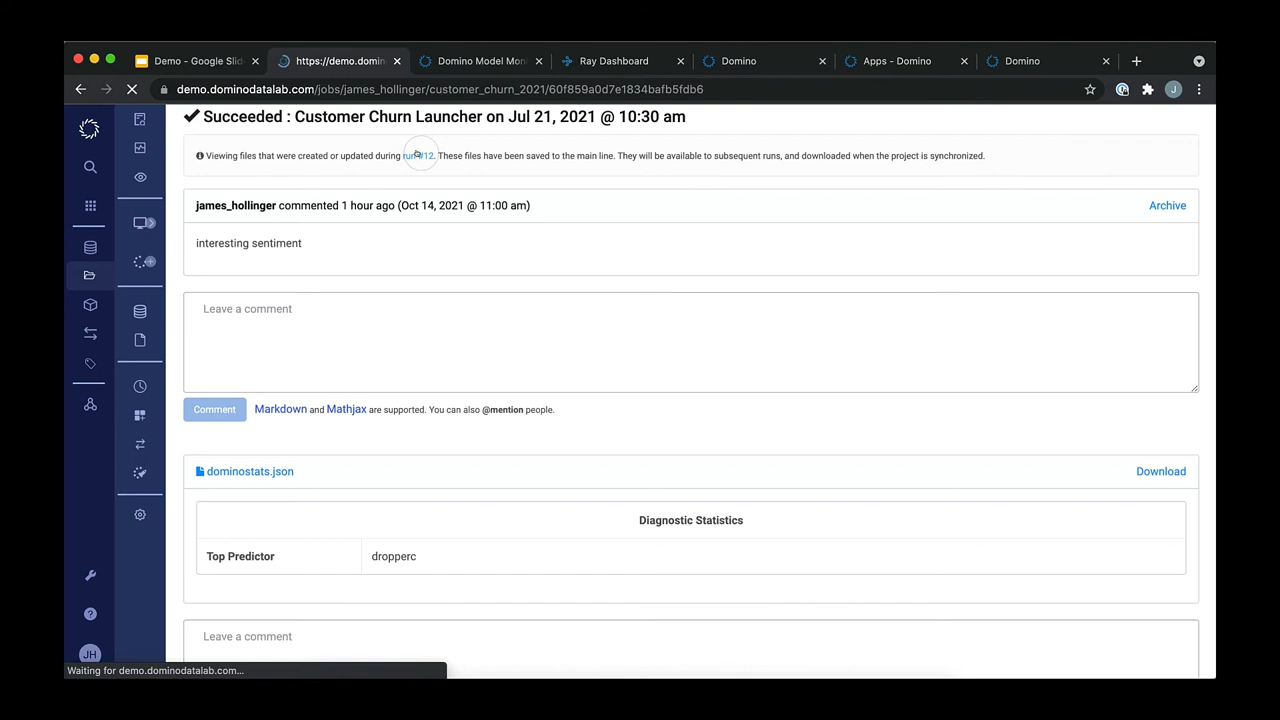 Demo - Google Slid
https://demo.domin
Domino Model Mon
Ray Dashboard
Domino
Apps - Domino
Domino
demo.dominodatalab.com/jobs/james_hollinger/customer_churn_2021/60f859a0d7e1834bafb5fdb6
J
Succeeded : Customer Churn Launcher on Jul 21, 2021 @ 10:30 am
Viewing files that were created or updated during run #12. These files have been saved to the main line. They will be available to subsequent runs, and downloaded when the project is synchronized.
james_hollinger commented 1 hour ago (Oct 14, 2021 @ 11:00 am)
Archive
interesting sentiment
Leave a comment
Comment
Markdown and Mathjax are supported. You can also @mention people.
dominostats.json
Download
Diagnostic Statistics
Top Predictor
dropperc
Leave a comment
JH
Waiting for demo.dominodatalab.com...